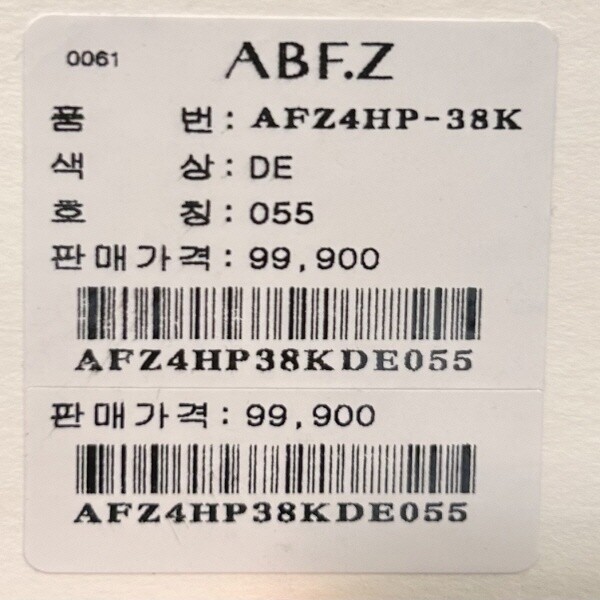 0061 ABF.Z
품 번 : AFZ4HP-38K
색 상 : DE
호 칭 : 055
판매가격 : 99,900
AFZ4HP38KDE055
판매가격 : 99,900
AFZ4HP38KDE055